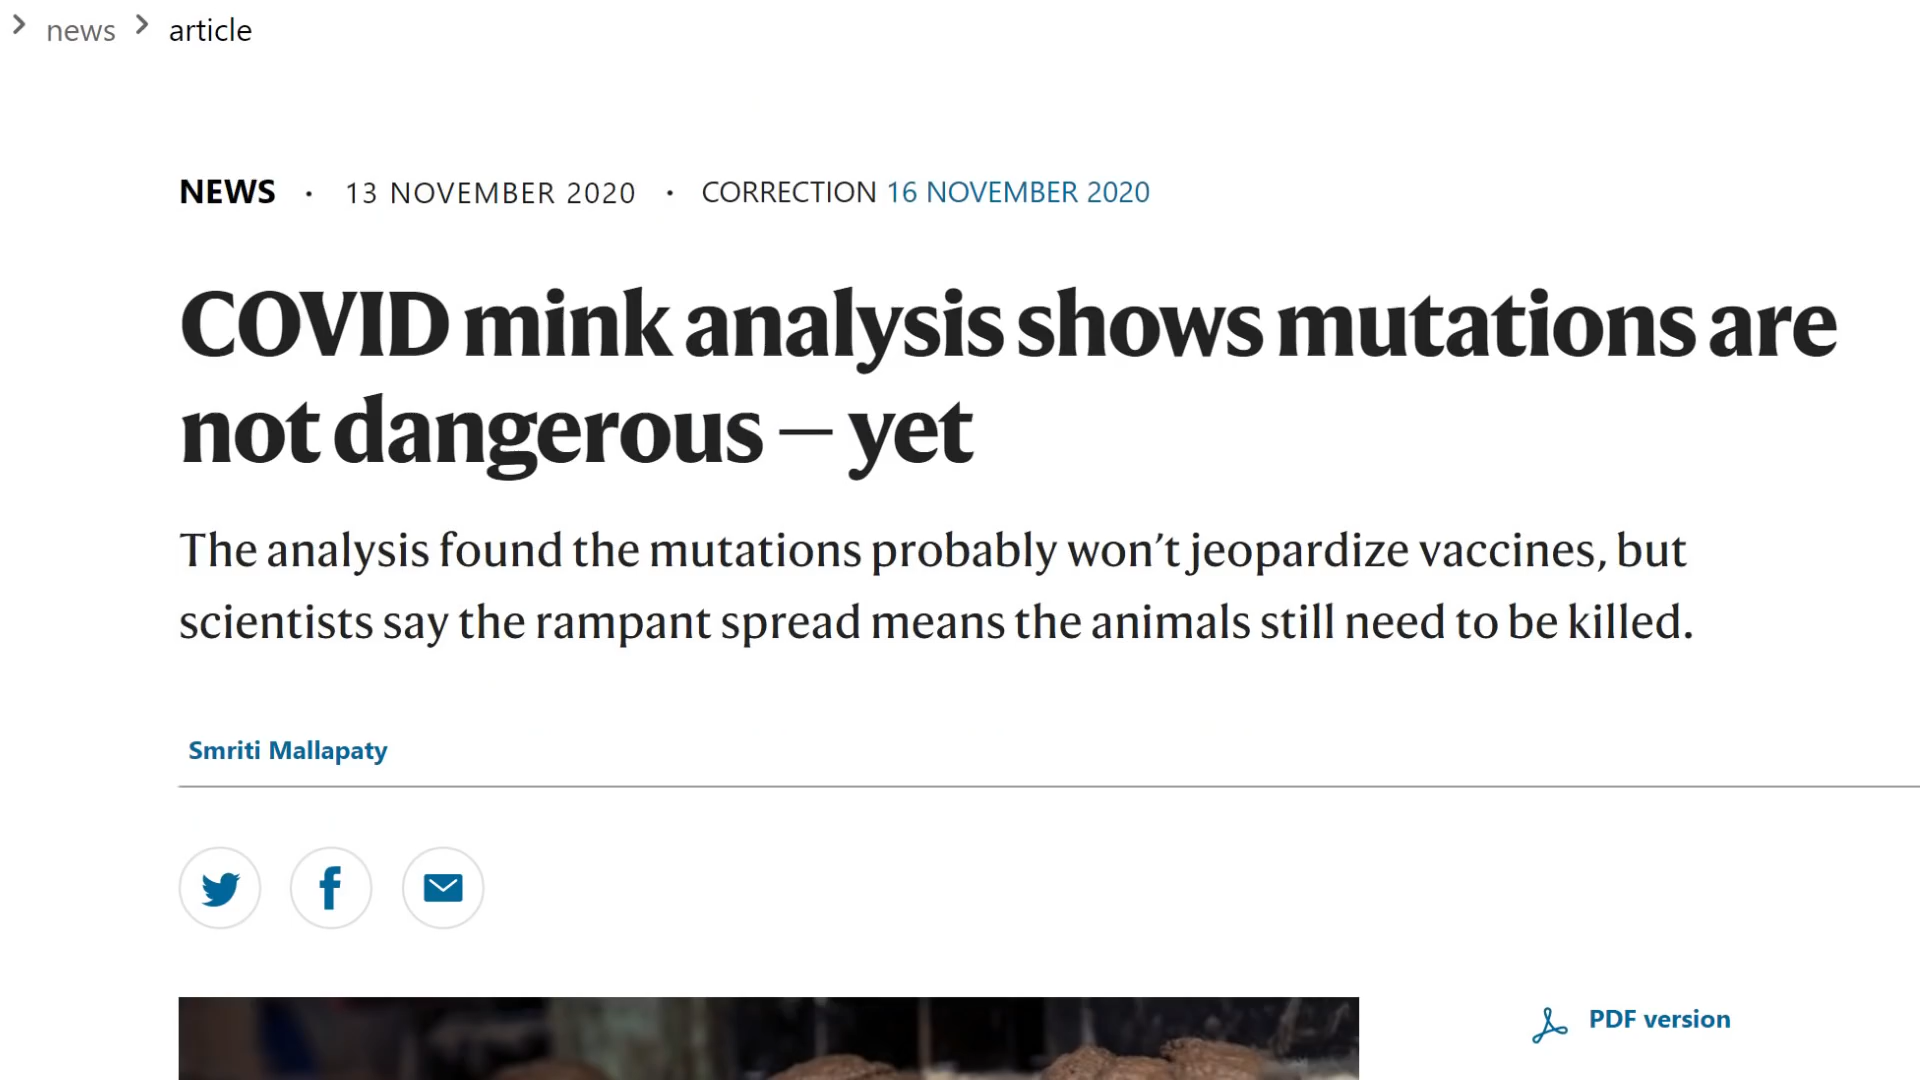 news article
NEWS · 13 NOVEMBER 2020 · CORRECTION 16 NOVEMBER 2020
COVID mink analysis shows mutations are
not dangerous — yet
The analysis found the mutations probably won’t jeopardize vaccines, but
scientists say the rampant spread means the animals still need to be killed.
Smriti Mallapaty
PDF version